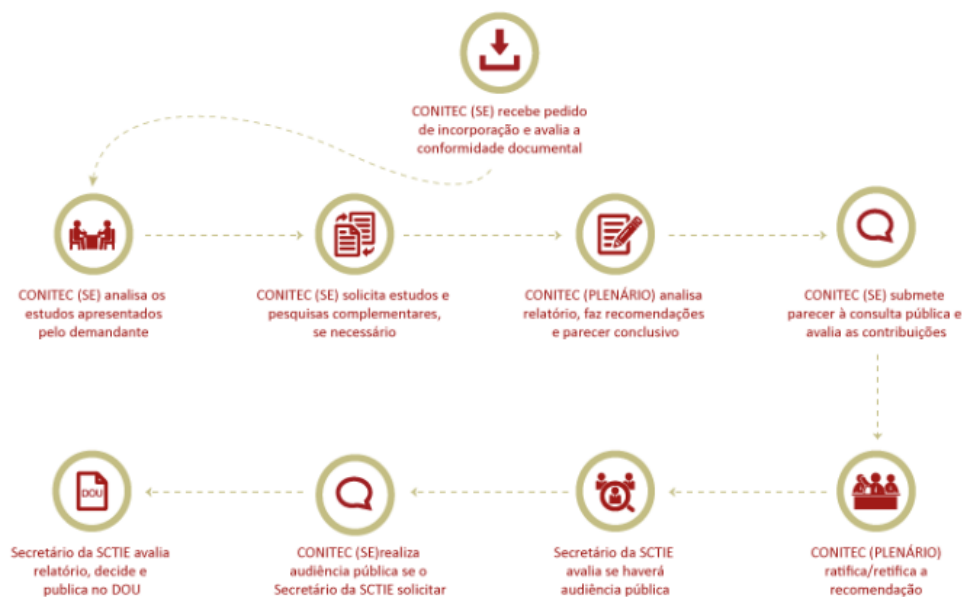 CONITEC (SE) recebe pedido
de incorporação e avalia a
conformidade documental
CONITEC (SE) analisa os
estudos apresentados
pelo demandante
CONITEC (SE) solicita estudos e
pesquisas complementares,
se necessário
CONITEC (PLENÁRIO) analisa
relatório, faz recomendações
e parecer conclusivo
CONITEC (SE) submete
parecer à consulta pública e
avalia as contribuições
CONITEC (PLENÁRIO)
ratifica/retifica a
recomendação
Secretário da SCTIE
avalia se haverá
audiência pública
CONITEC (SE)realiza
audiência pública se o
Secretário da SCTIE solicitar
DOU
Secretário da SCTIE avalia
relatório, decide e
publica no DOU